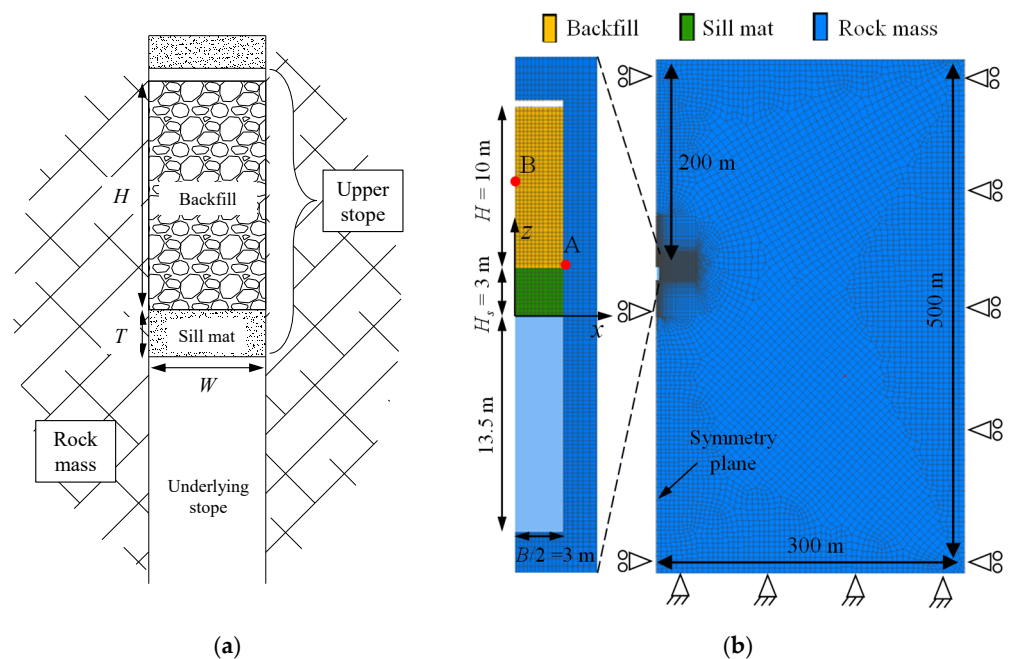 H
Backfill
Upper
stope
T
Sill mat
W
Rock
mass
Underlying
stope
(a)
Backfill
Sill mat
Rock mass
B
H = 10 m
z
A
Hs = 3 m
x
13.5 m
B/2 =3 m
200 m
500 m
Symmetry
plane
300 m
(b)